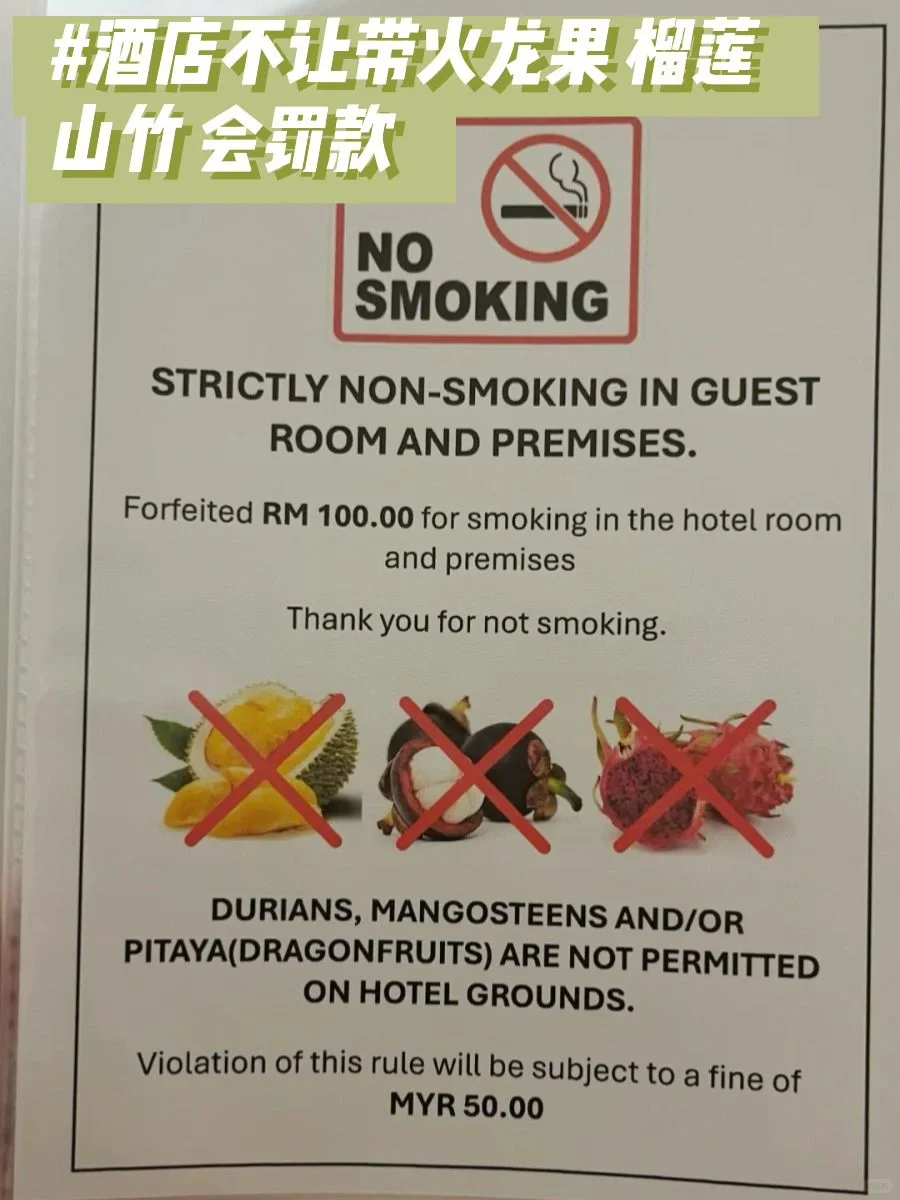 #酒店不让带火龙果 榴莲
山竹 会罚款
NO
SMOKING
STRICTLY NON-SMOKING IN GUEST
ROOM AND PREMISES.
Forfeited RM 100.00 for smoking in the hotel room
and premises
Thank you for not smoking.
DURIANS, MANGOSTEENS AND/OR
PITAYA(DRAGONFRUITS) ARE NOT PERMITTED
ON HOTEL GROUNDS.
Violation of this rule will be subject to a fine of
MYR 50.00